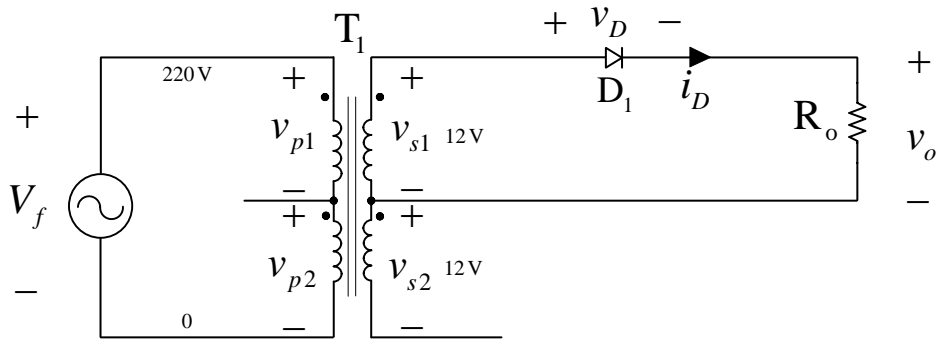 T1
+ vD −
220 V
+
+
D1
iD
+
+
vp1
vs1 12 V
Ro
vo
Vf
−
−
−
+
+
vp2
vs2 12 V
−
0
−
−